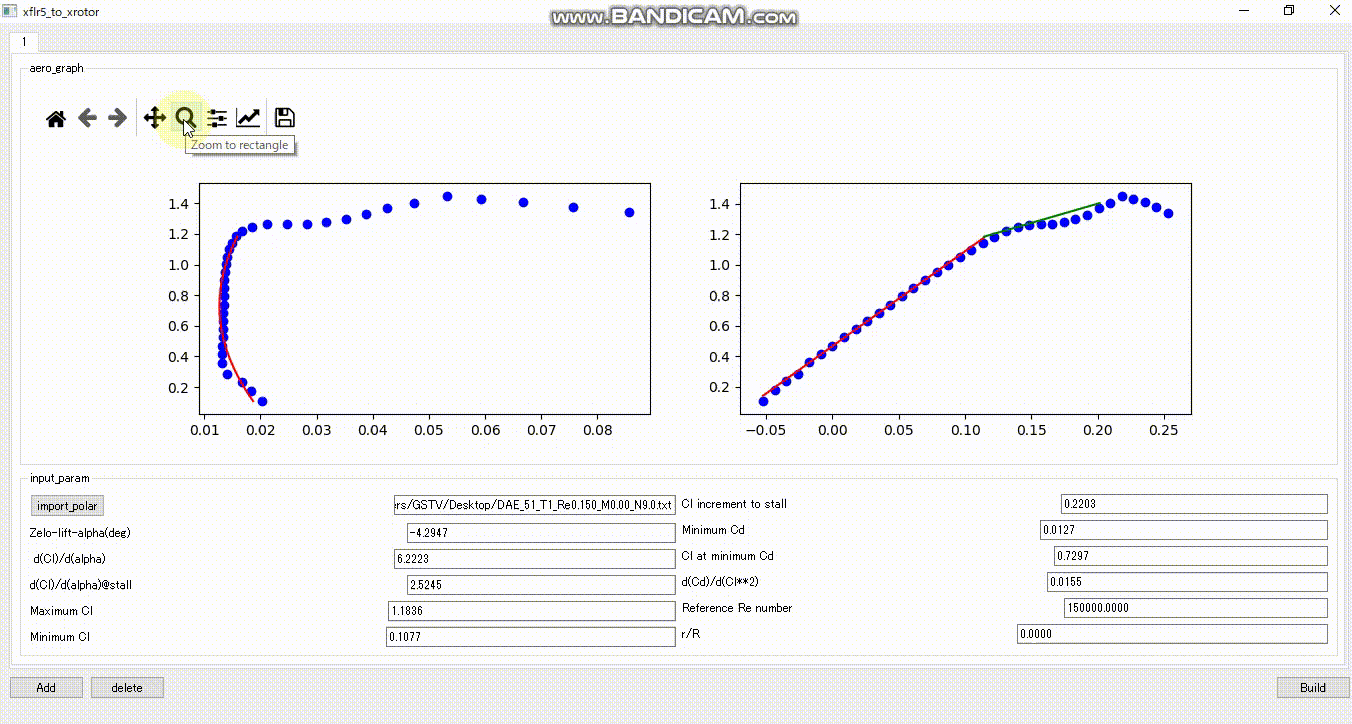 xflr5_to_xrotor
www.BANDICAM.com
1
aero_graph
Zoom to rectangle
1.4
1.2
1.0
0.8
0.6
0.4
0.2
0.01 0.02 0.03 0.04 0.05 0.06 0.07 0.08
1.4
1.2
1.0
0.8
0.6
0.4
0.2
−0.05 0.00 0.05 0.10 0.15 0.20 0.25
input_param
import_polar
ers/GSTV/Desktop/DAE_51_T1_Re0.150_M0.00_N9.0.txt
Zelo-lift-alpha(deg)
-4.2947
d(Cl)/d(alpha)
6.2223
d(Cl)/d(alpha)@stall
2.5245
Maximum Cl
1.1836
Minimum Cl
0.1077
Cl increment to stall
0.2203
Minimum Cd
0.0127
Cl at minimum Cd
0.7297
d(Cd)/d(Cl**2)
0.0155
Reference Re number
150000.0000
r/R
0.0000
Add
delete
Build